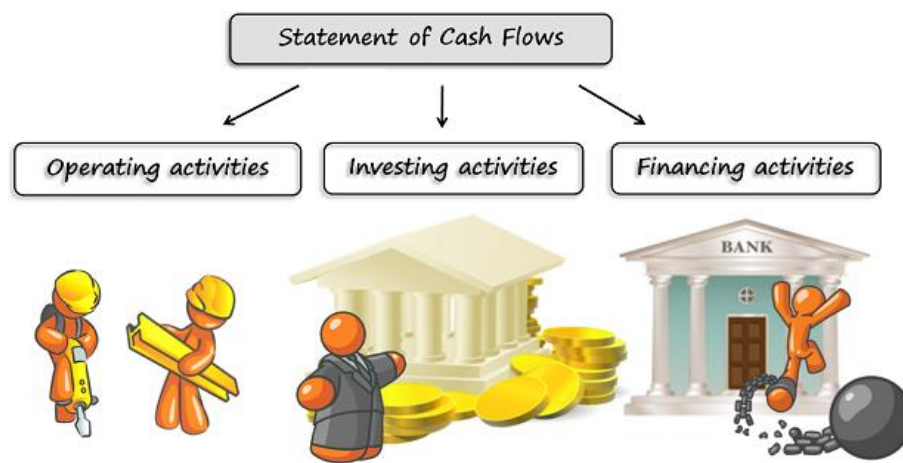 Statement of Cash Flows
Operating activities
Investing activities
Financing activities
BANK